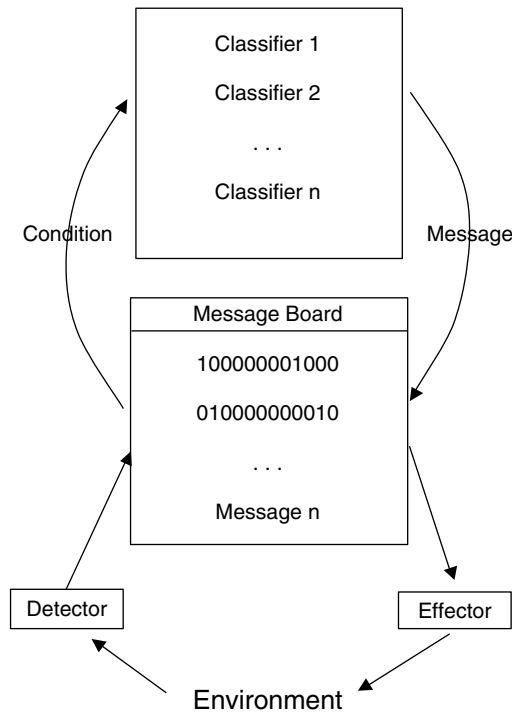 Classifier 1
Classifier 2
. . .
Classifier n
Condition
Message
Message Board
100000001000
010000000010
. . .
Message n
Detector
Effector
Environment